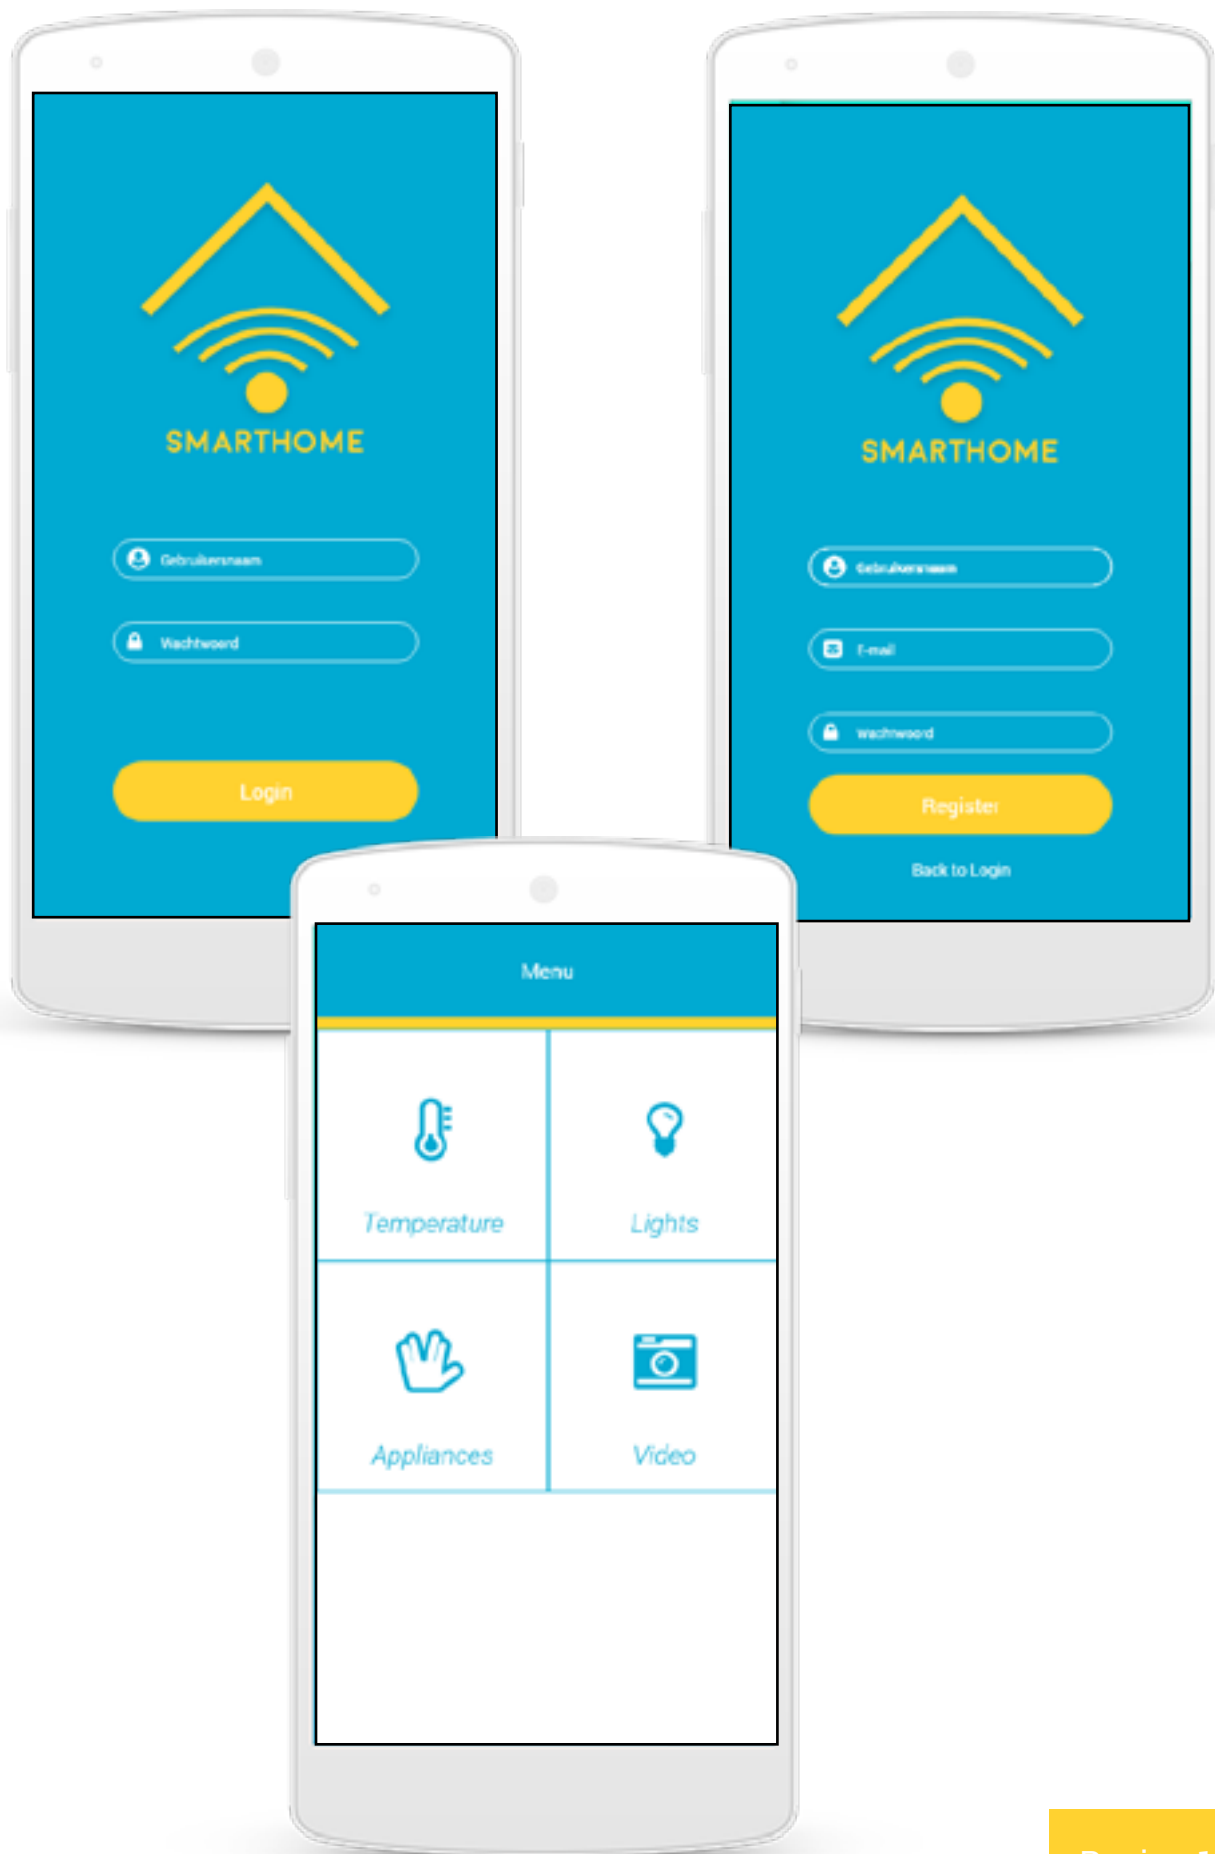 SMARTHOME
Gebruikersnaam
Wachtwoord
Login
SMARTHOME
Gebruikersnaam
E-mail
Wachtwoord
Register
Back to Login
Menu
Temperature
Lights
Appliances
Video